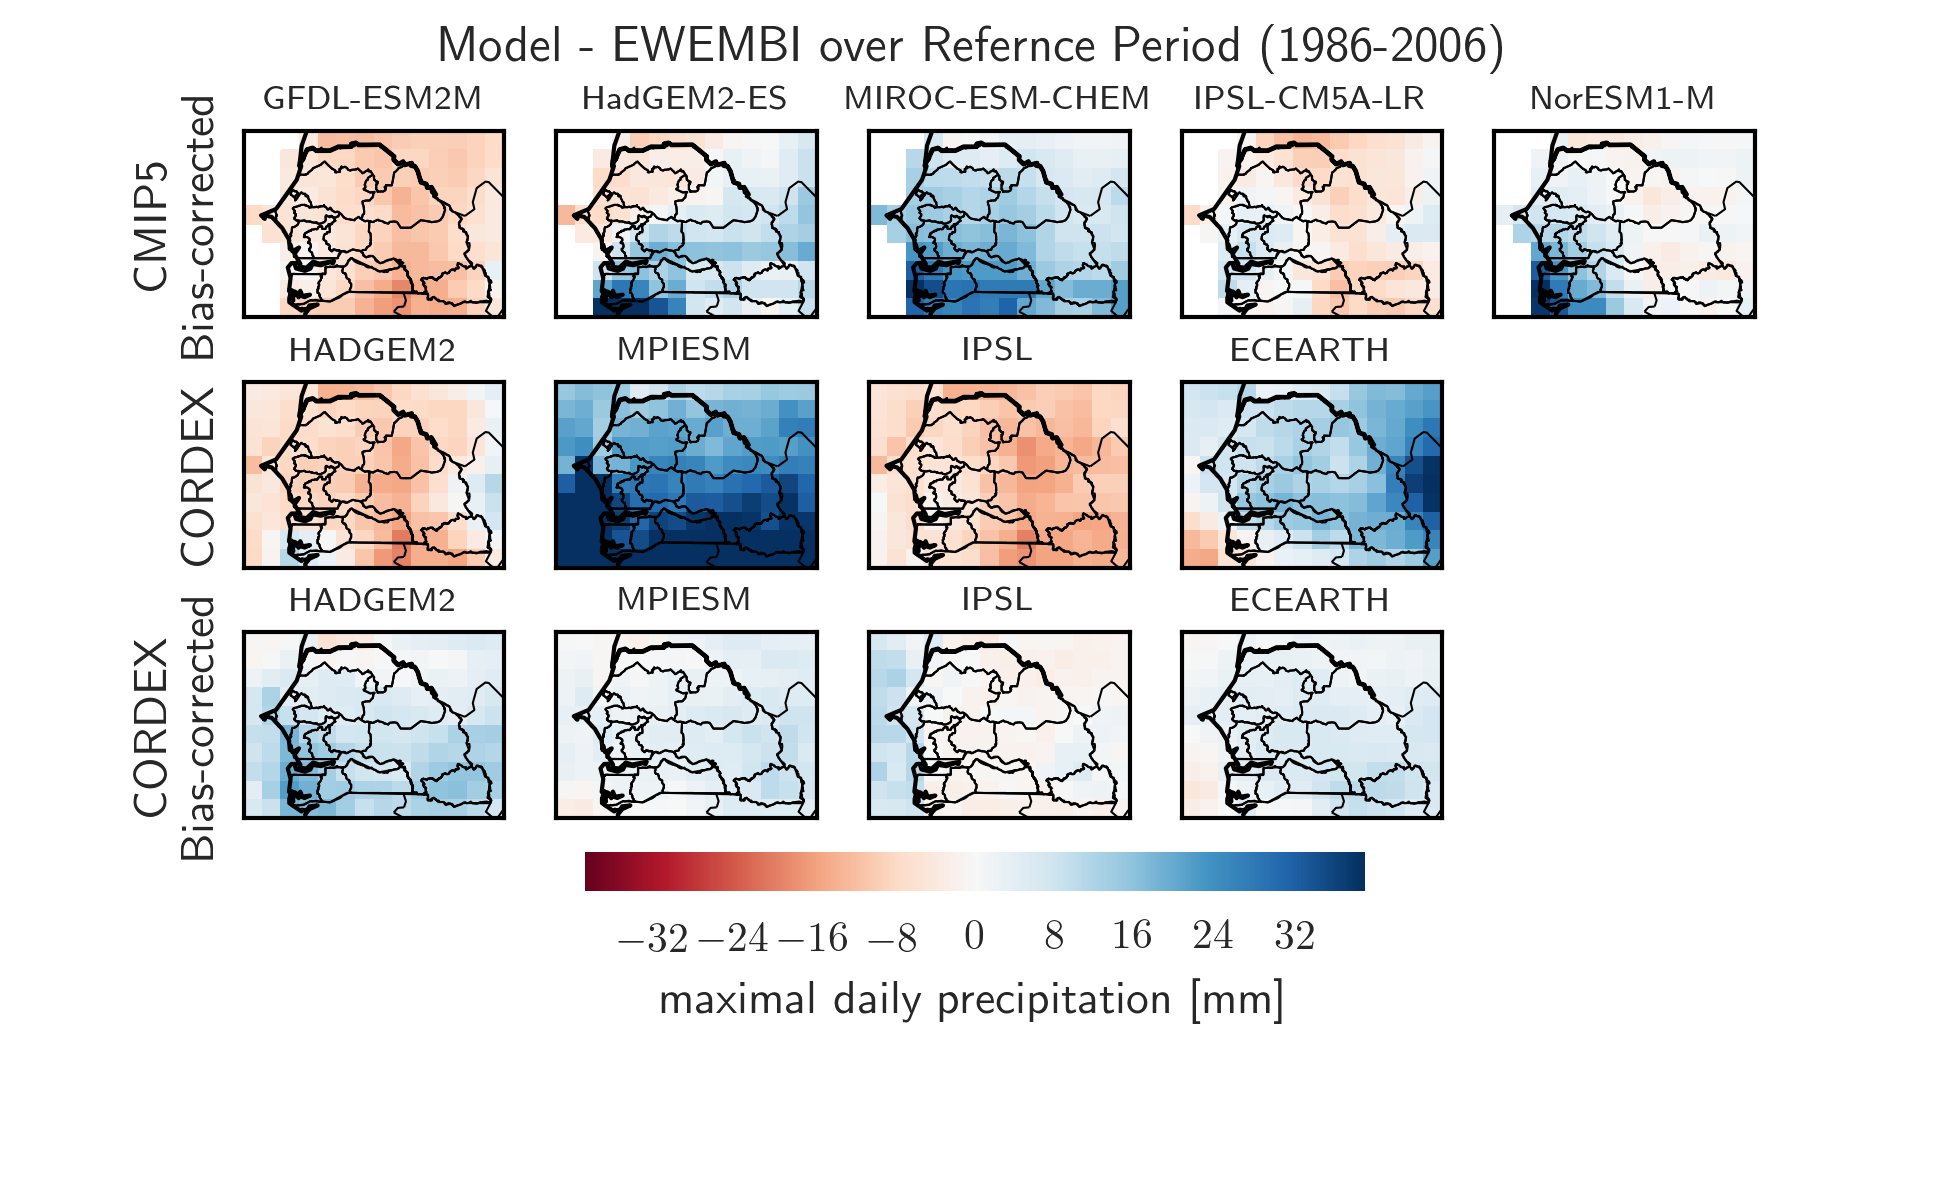 Model - EWEMBI over Refernce Period (1986-2006)
CMIP5
Bias-corrected
GFDL-ESM2M
HadGEM2-ES
MIROC-ESM-CHEM
IPSL-CM5A-LR
NorESM1-M
CORDEX
HADGEM2
MPIESM
IPSL
ECEARTH
CORDEX
Bias-corrected
HADGEM2
MPIESM
IPSL
ECEARTH
−32 −24 −16 −8 0 8 16 24 32
maximal daily precipitation [mm]